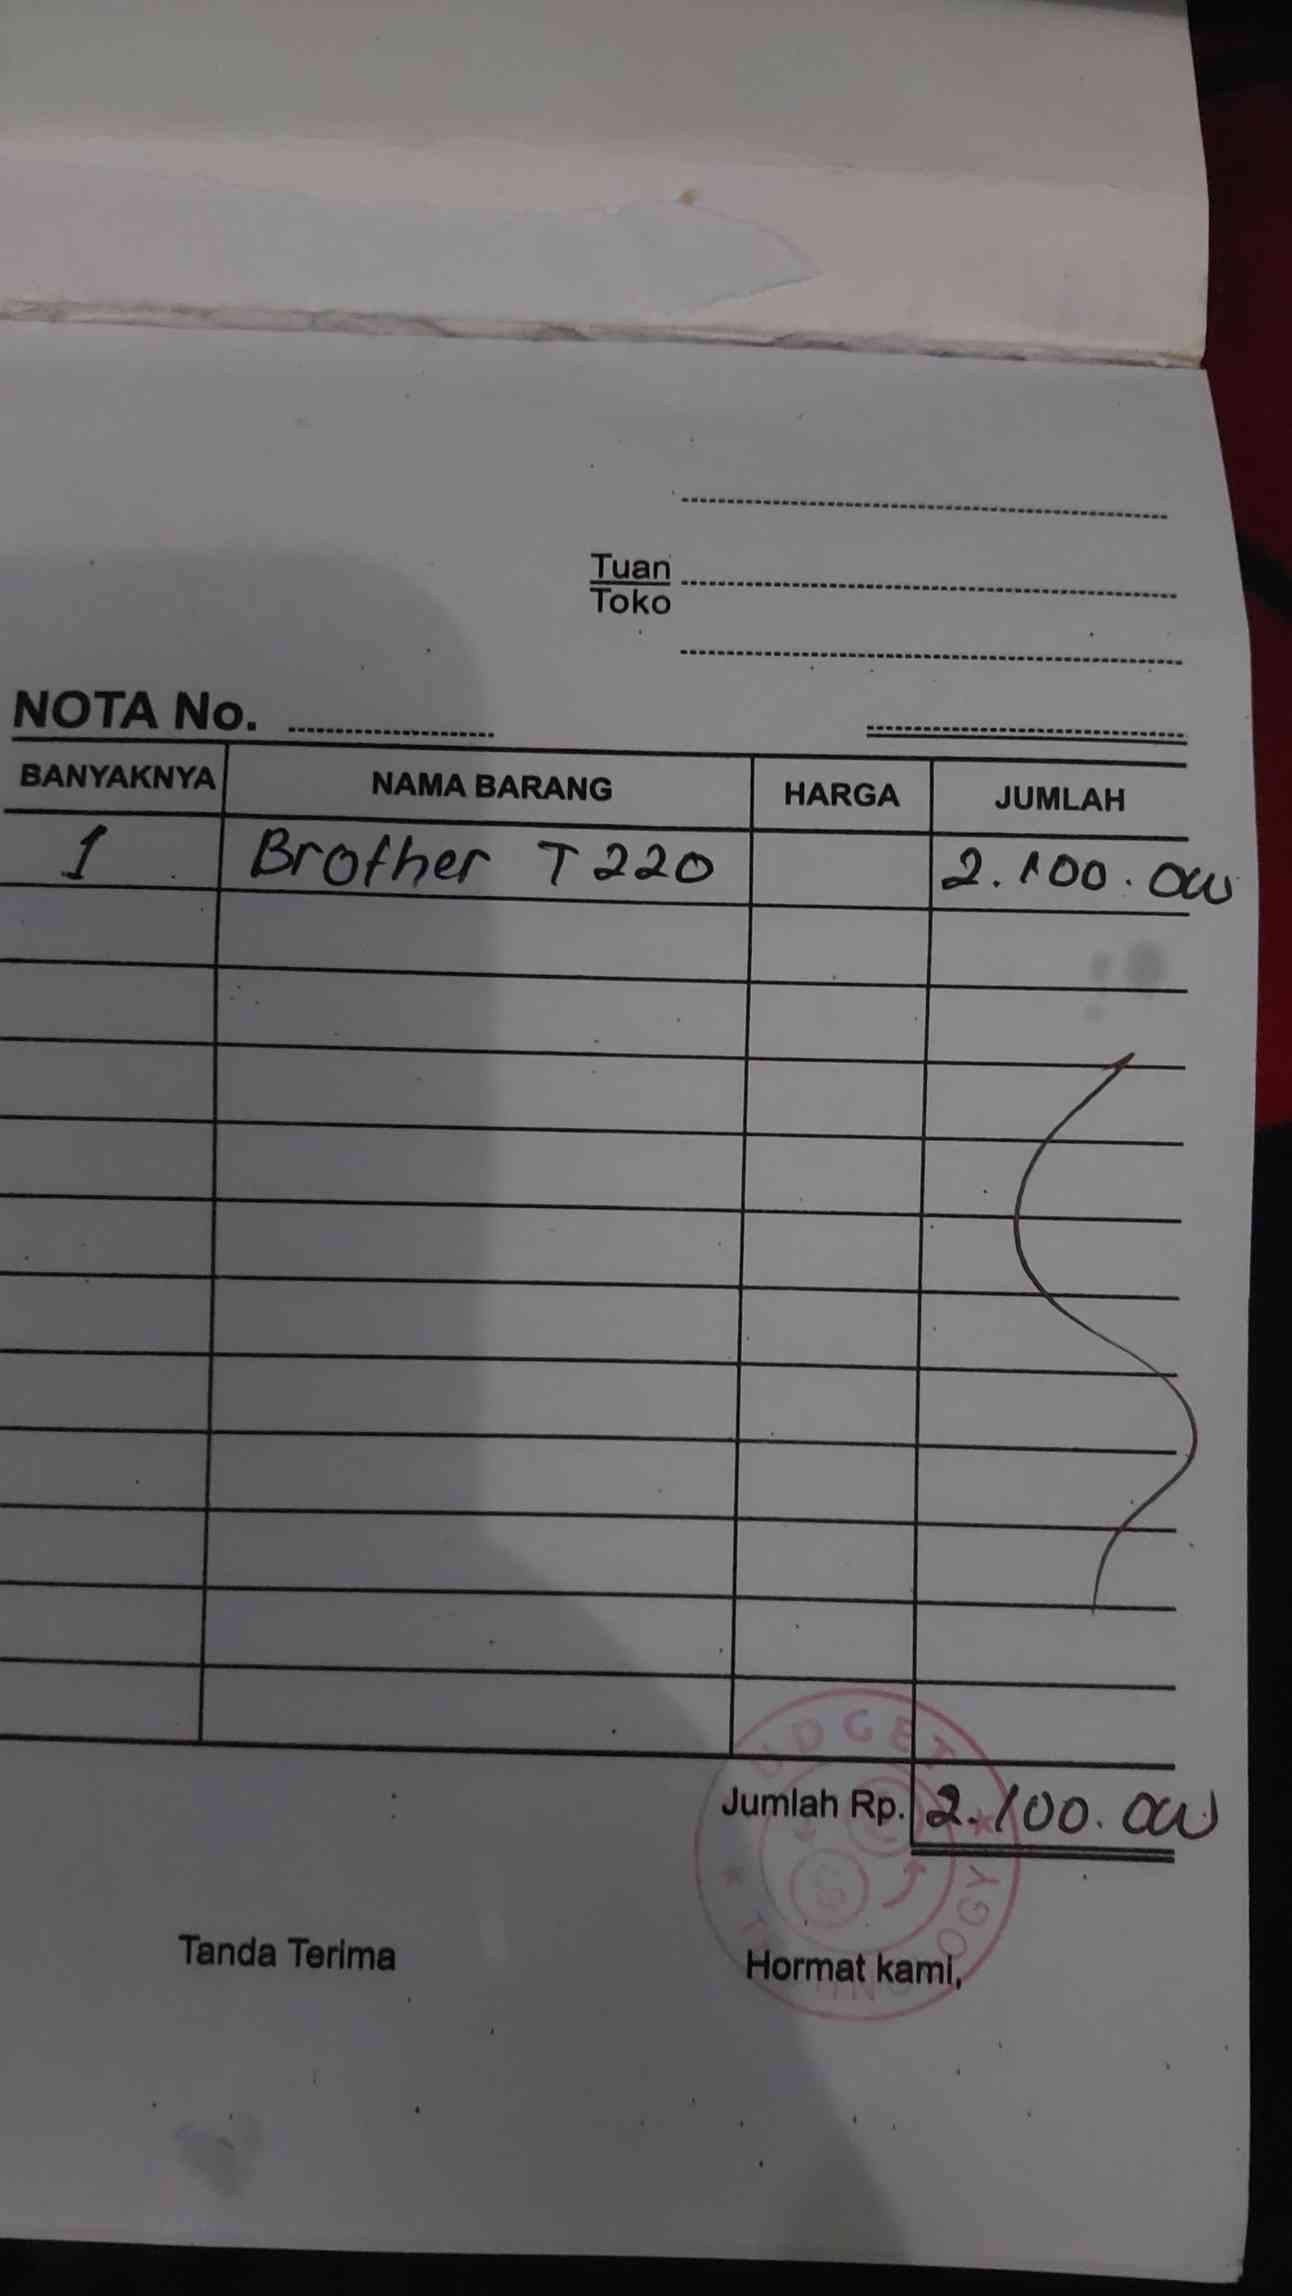 Tuan
Toko
NOTA No.
BANYAKNYA NAMA BARANG HARGA JUMLAH
1 Brother T220 2.100.000
Jumlah Rp. 2.100.000
Tanda Terima Hormat kami,
BUDGET